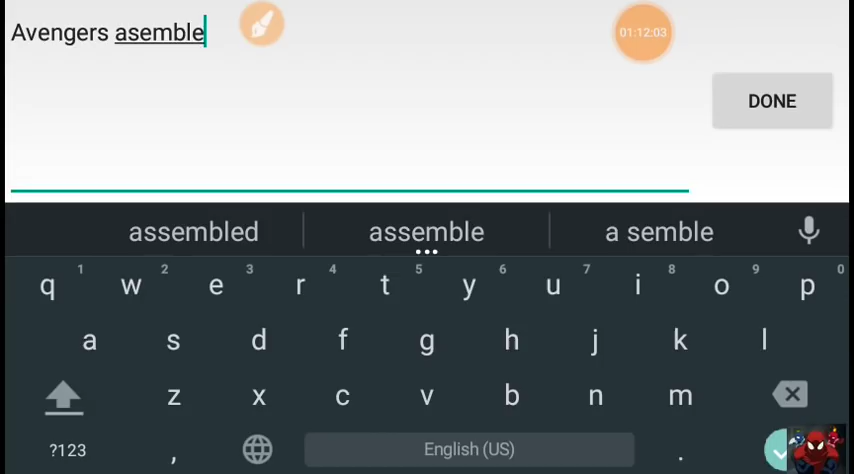 Avengers asemble
01:12:03
DONE
assembled assemble a semble
q 1 w 2 e 3 r 4 t 5 y 6 u 7 i 8 o 9 p 0
a s d f g h j k l
z x c v b n m
?123 , English (US) .